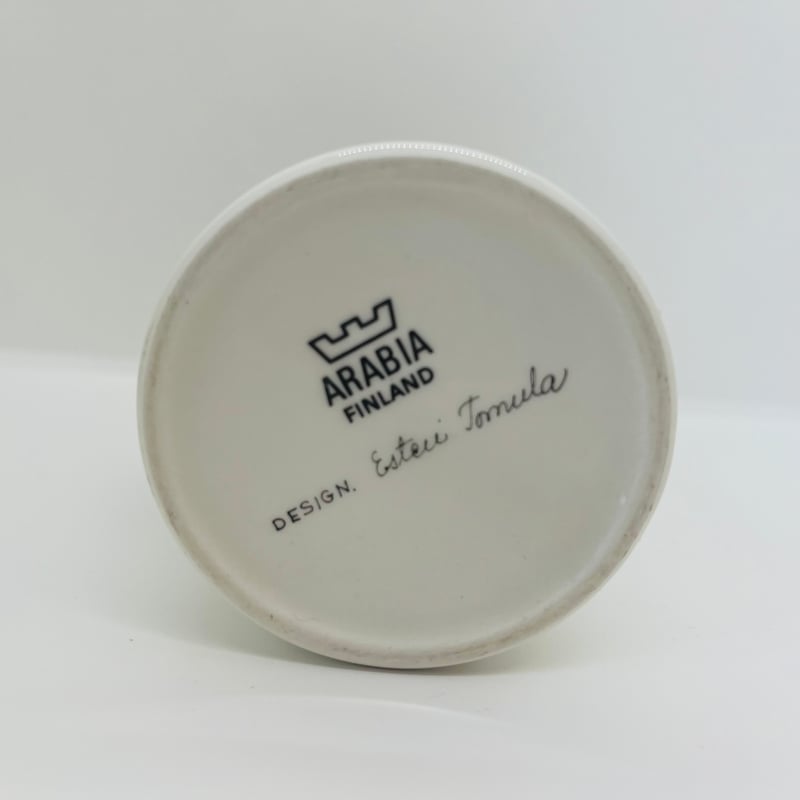 ARABIA
FINLAND
DESIGN. Esteri Tomula